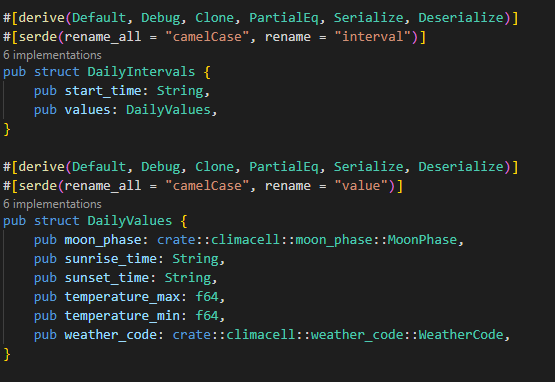 #[derive(Default, Debug, Clone, PartialEq, Serialize, Deserialize)]
#[serde(rename_all = "camelCase", rename = "interval")]
6 implementations
pub struct DailyIntervals {
    pub start_time: String,
    pub values: DailyValues,
}

#[derive(Default, Debug, Clone, PartialEq, Serialize, Deserialize)]
#[serde(rename_all = "camelCase", rename = "value")]
6 implementations
pub struct DailyValues {
    pub moon_phase: crate::climacell::moon_phase::MoonPhase,
    pub sunrise_time: String,
    pub sunset_time: String,
    pub temperature_max: f64,
    pub temperature_min: f64,
    pub weather_code: crate::climacell::weather_code::WeatherCode,
}